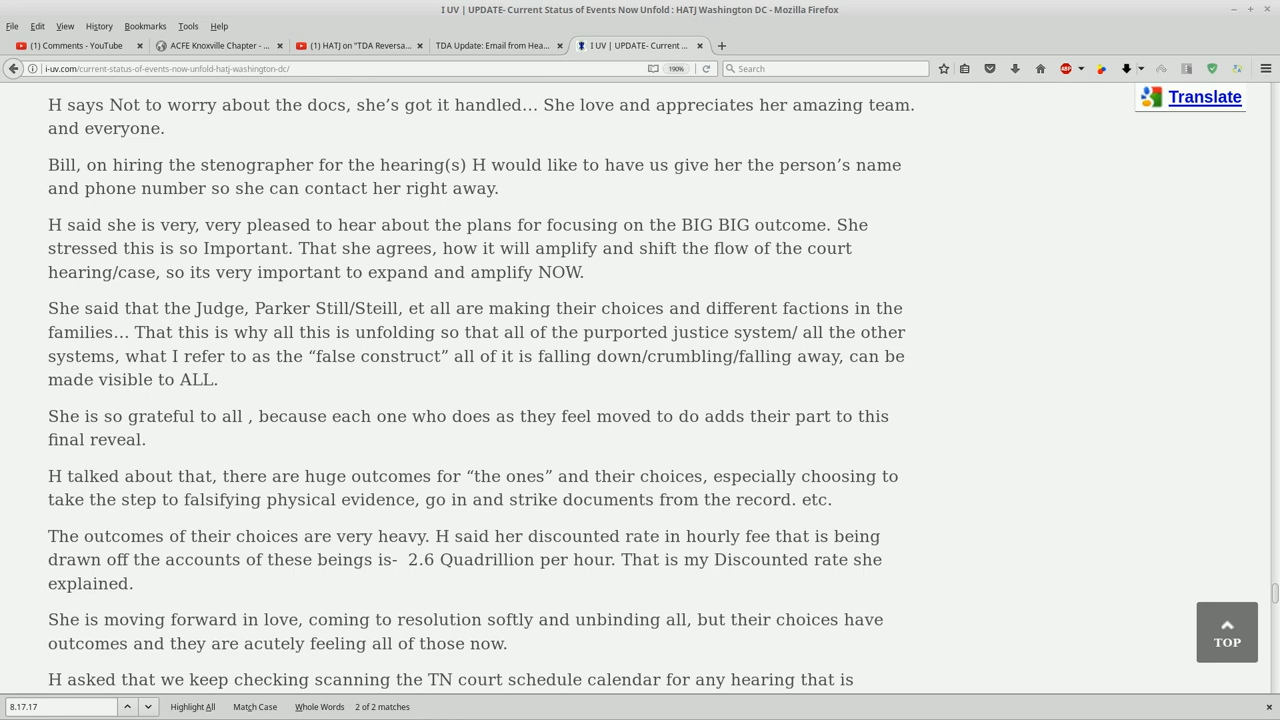 I UV | UPDATE- Current Status of Events Now Unfold : HATJ Washington DC - Mozilla Firefox
File Edit View History Bookmarks Tools Help
(1) Comments - YouTube × ACFE Knoxville Chapter - ... × (1) HATJ on "TDA Reversa... × TDA Update: Email from Hea... × I UV | UPDATE- Current ... ×
i-uv.com/current-status-of-events-now-unfold-hatj-washington-dc/ 190% Search ABP
Translate
H says Not to worry about the docs, she’s got it handled… She love and appreciates her amazing team.
and everyone.
Bill, on hiring the stenographer for the hearing(s) H would like to have us give her the person’s name
and phone number so she can contact her right away.
H said she is very, very pleased to hear about the plans for focusing on the BIG BIG outcome. She
stressed this is so Important. That she agrees, how it will amplify and shift the flow of the court
hearing/case, so its very important to expand and amplify NOW.
She said that the Judge, Parker Still/Steill, et all are making their choices and different factions in the
families… That this is why all this is unfolding so that all of the purported justice system/ all the other
systems, what I refer to as the “false construct” all of it is falling down/crumbling/falling away, can be
made visible to ALL.
She is so grateful to all , because each one who does as they feel moved to do adds their part to this
final reveal.
H talked about that, there are huge outcomes for “the ones” and their choices, especially choosing to
take the step to falsifying physical evidence, go in and strike documents from the record. etc.
The outcomes of their choices are very heavy. H said her discounted rate in hourly fee that is being
drawn off the accounts of these beings is-  2.6 Quadrillion per hour. That is my Discounted rate she
explained.
She is moving forward in love, coming to resolution softly and unbinding all, but their choices have
outcomes and they are acutely feeling all of those now.
H asked that we keep checking scanning the TN court schedule calendar for any hearing that is
TOP
8.17.17 Highlight All Match Case Whole Words 2 of 2 matches